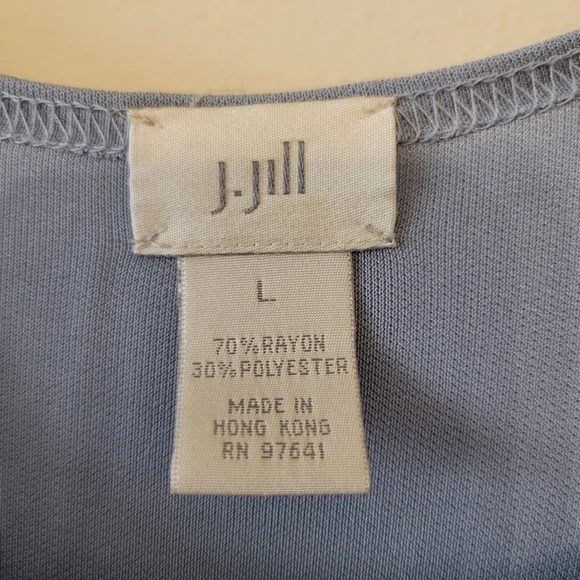 J.Jill
L
70%RAYON
30%POLYESTER
MADE IN
HONG KONG
RN 97641